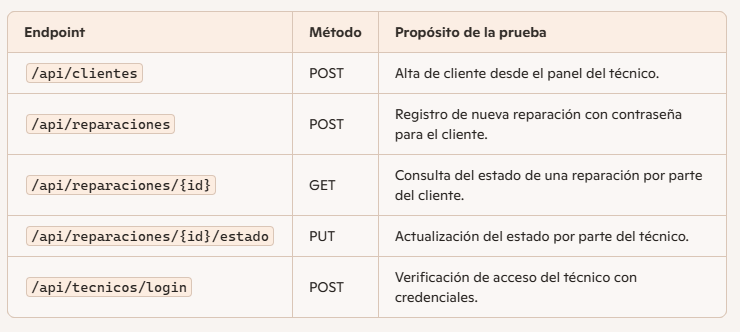 Endpoint Método Propósito de la prueba
/api/clientes POST Alta de cliente desde el panel del técnico.
/api/reparaciones POST Registro de nueva reparación con contraseña
para el cliente.
/api/reparaciones/{id} GET Consulta del estado de una reparación por parte
del cliente.
/api/reparaciones/{id}/estado PUT Actualización del estado por parte del técnico.
/api/tecnicos/login POST Verificación de acceso del técnico con
credenciales.